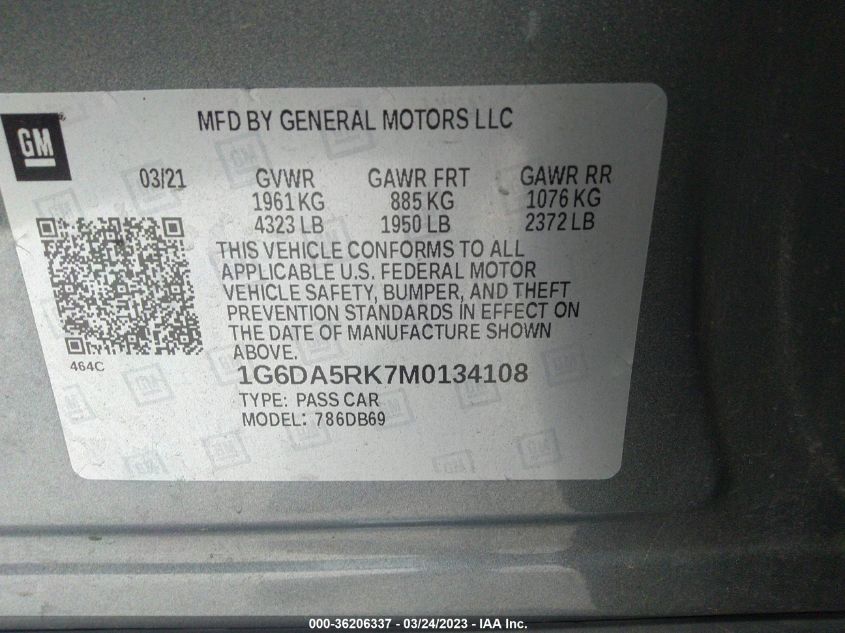 GM
MFD BY GENERAL MOTORS LLC
03/21 GVWR GAWR FRT GAWR RR
1961 KG 885 KG 1076 KG
4323 LB 1950 LB 2372 LB
THIS VEHICLE CONFORMS TO ALL
APPLICABLE U.S. FEDERAL MOTOR
VEHICLE SAFETY, BUMPER, AND THEFT
PREVENTION STANDARDS IN EFFECT ON
THE DATE OF MANUFACTURE SHOWN
ABOVE.
464C
1G6DA5RK7M0134108
TYPE: PASS CAR
MODEL: 786DB69
000-36206337 - 03/24/2023 - IAA Inc.